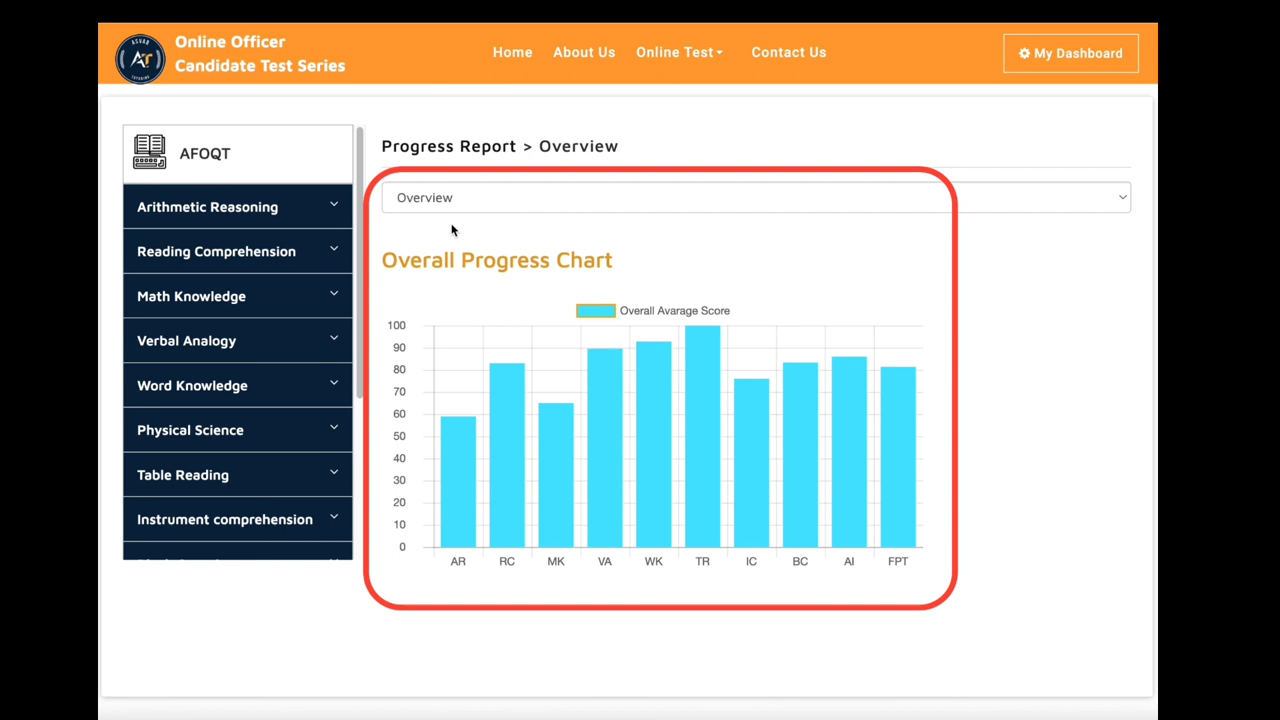 Online Officer
Candidate Test Series
Home About Us Online Test Contact Us
My Dashboard
AFOQT
Arithmetic Reasoning
Reading Comprehension
Math Knowledge
Verbal Analogy
Word Knowledge
Physical Science
Table Reading
Instrument comprehension
Progress Report > Overview
Overview
Overall Progress Chart
Overall Avarage Score
100
90
80
70
60
50
40
30
20
10
0
AR RC MK VA WK TR IC BC AI FPT